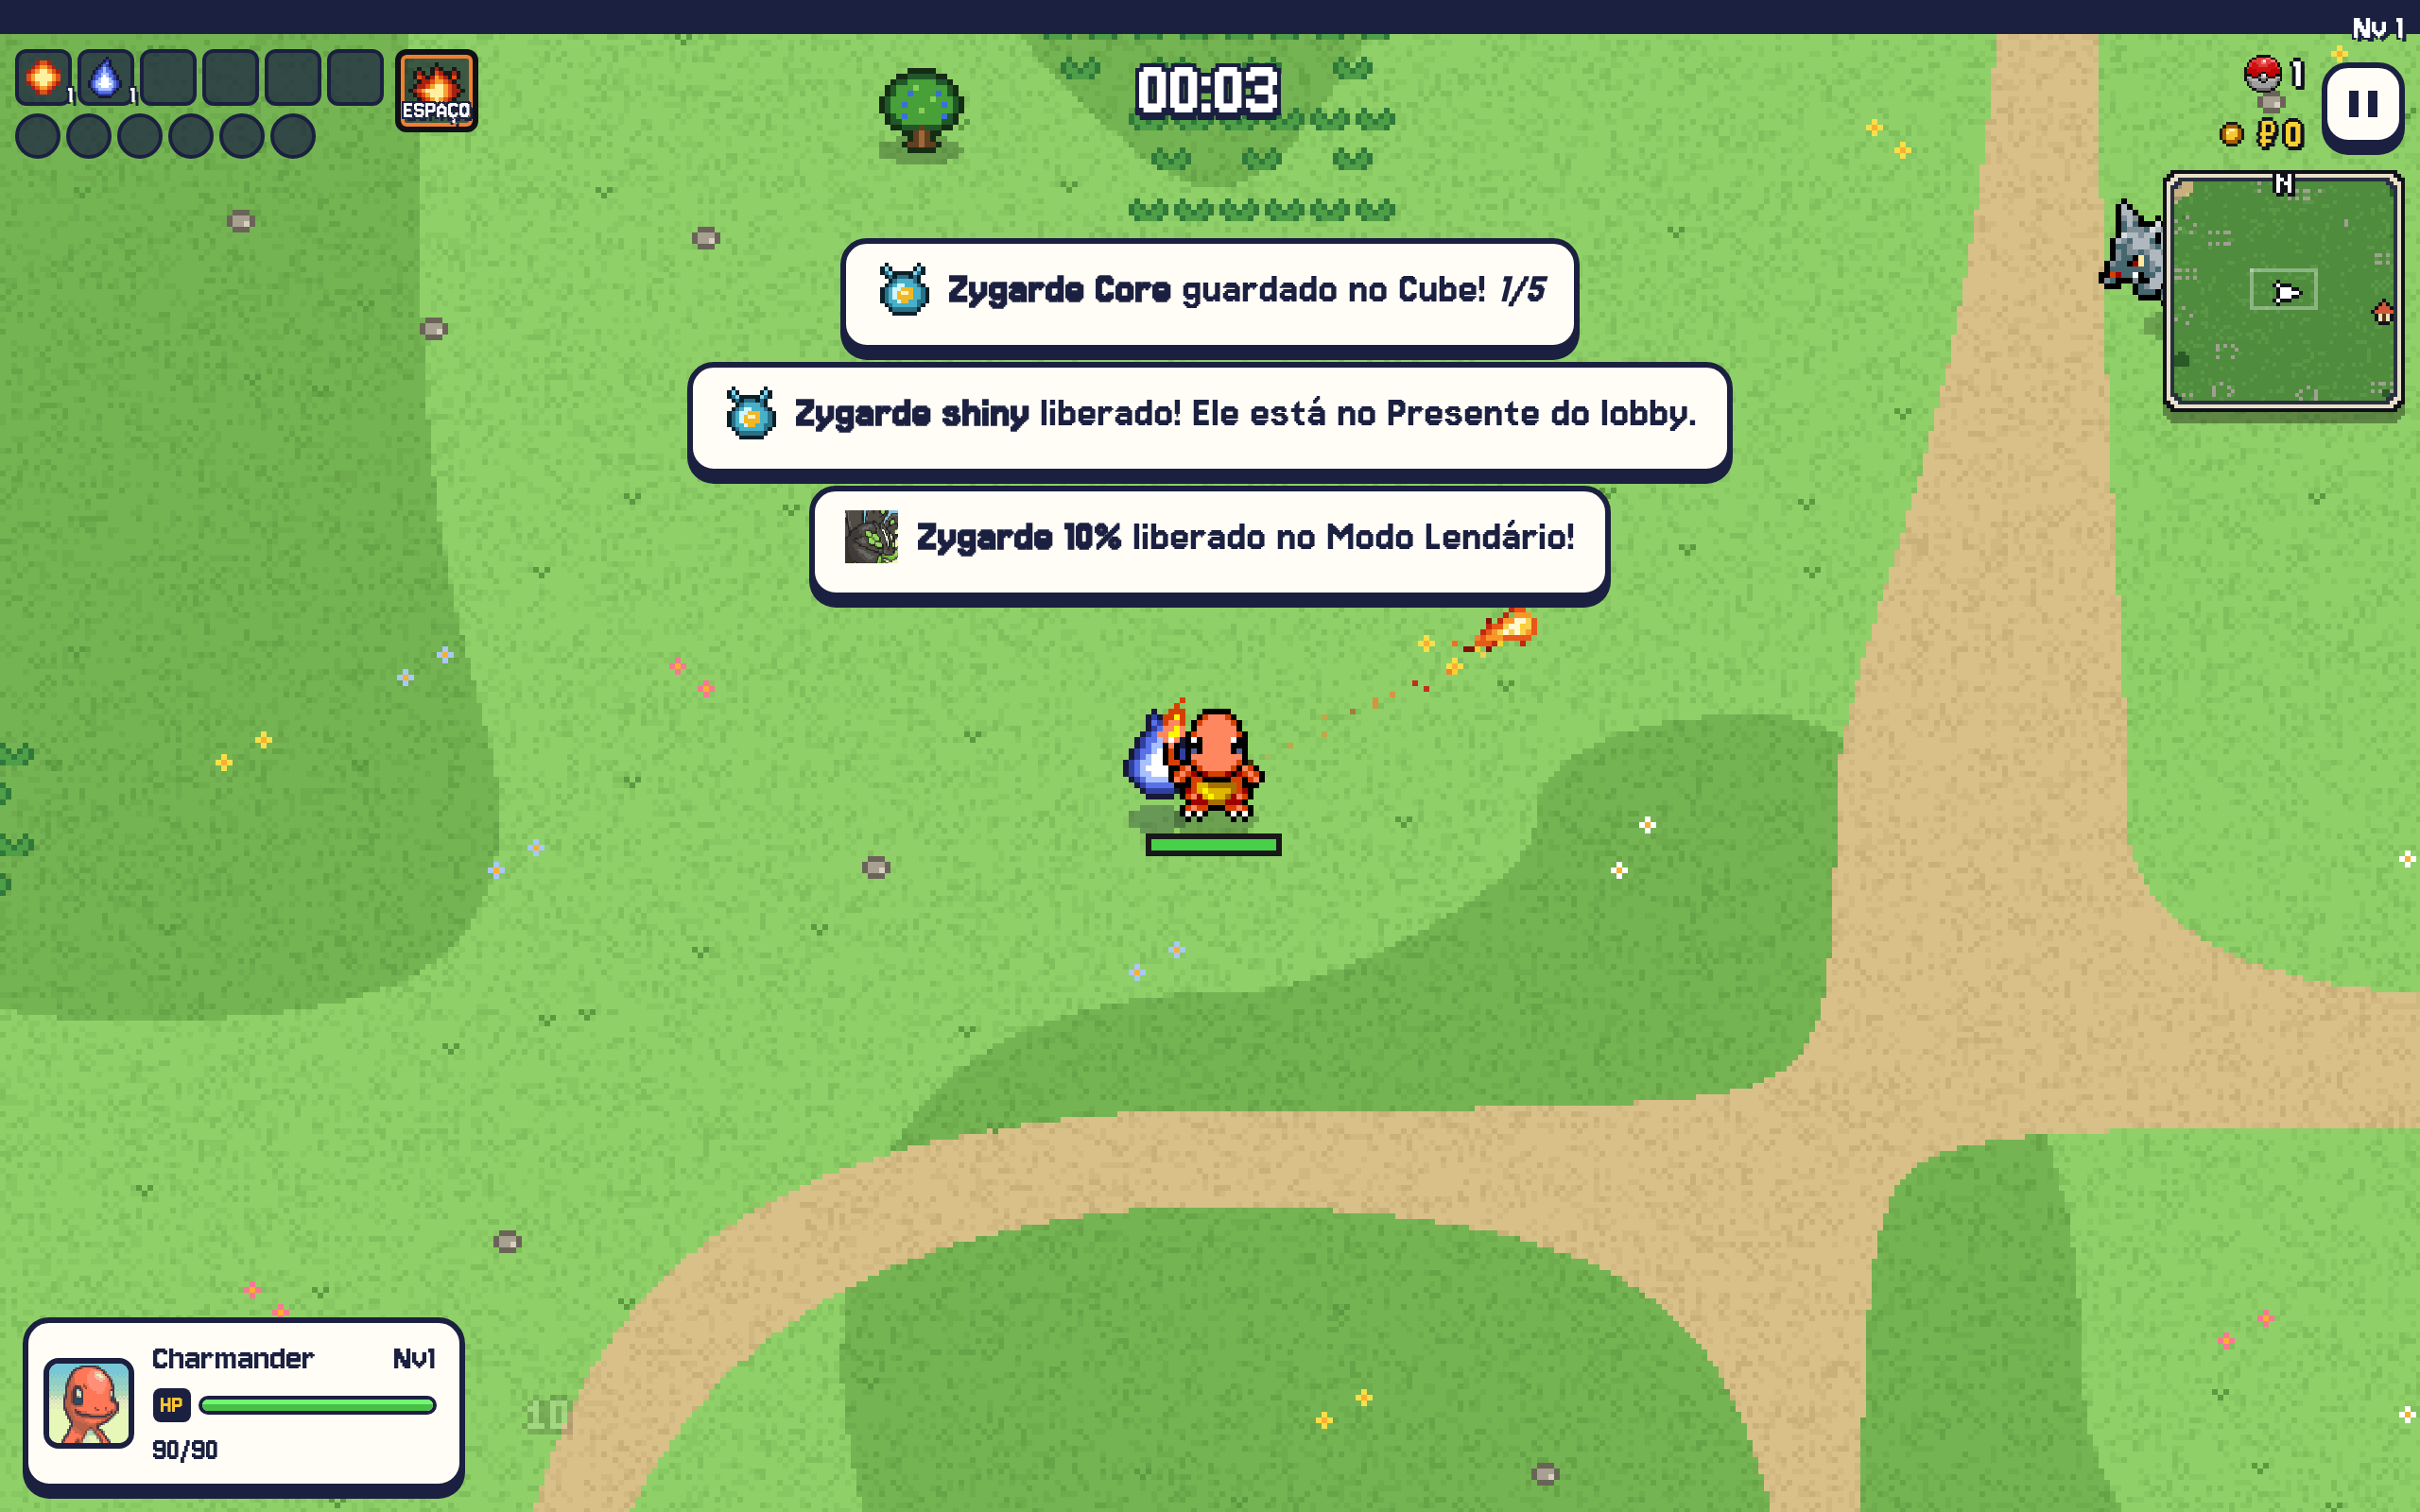 Nv 1
1
1
ESPAÇO
00:03
1
₽0
N
Zygarde Core guardado no Cube! 1/5
Zygarde shiny liberado! Ele está no Presente do lobby.
Zygarde 10% liberado no Modo Lendário!
10
Charmander Nv1
HP
90/90